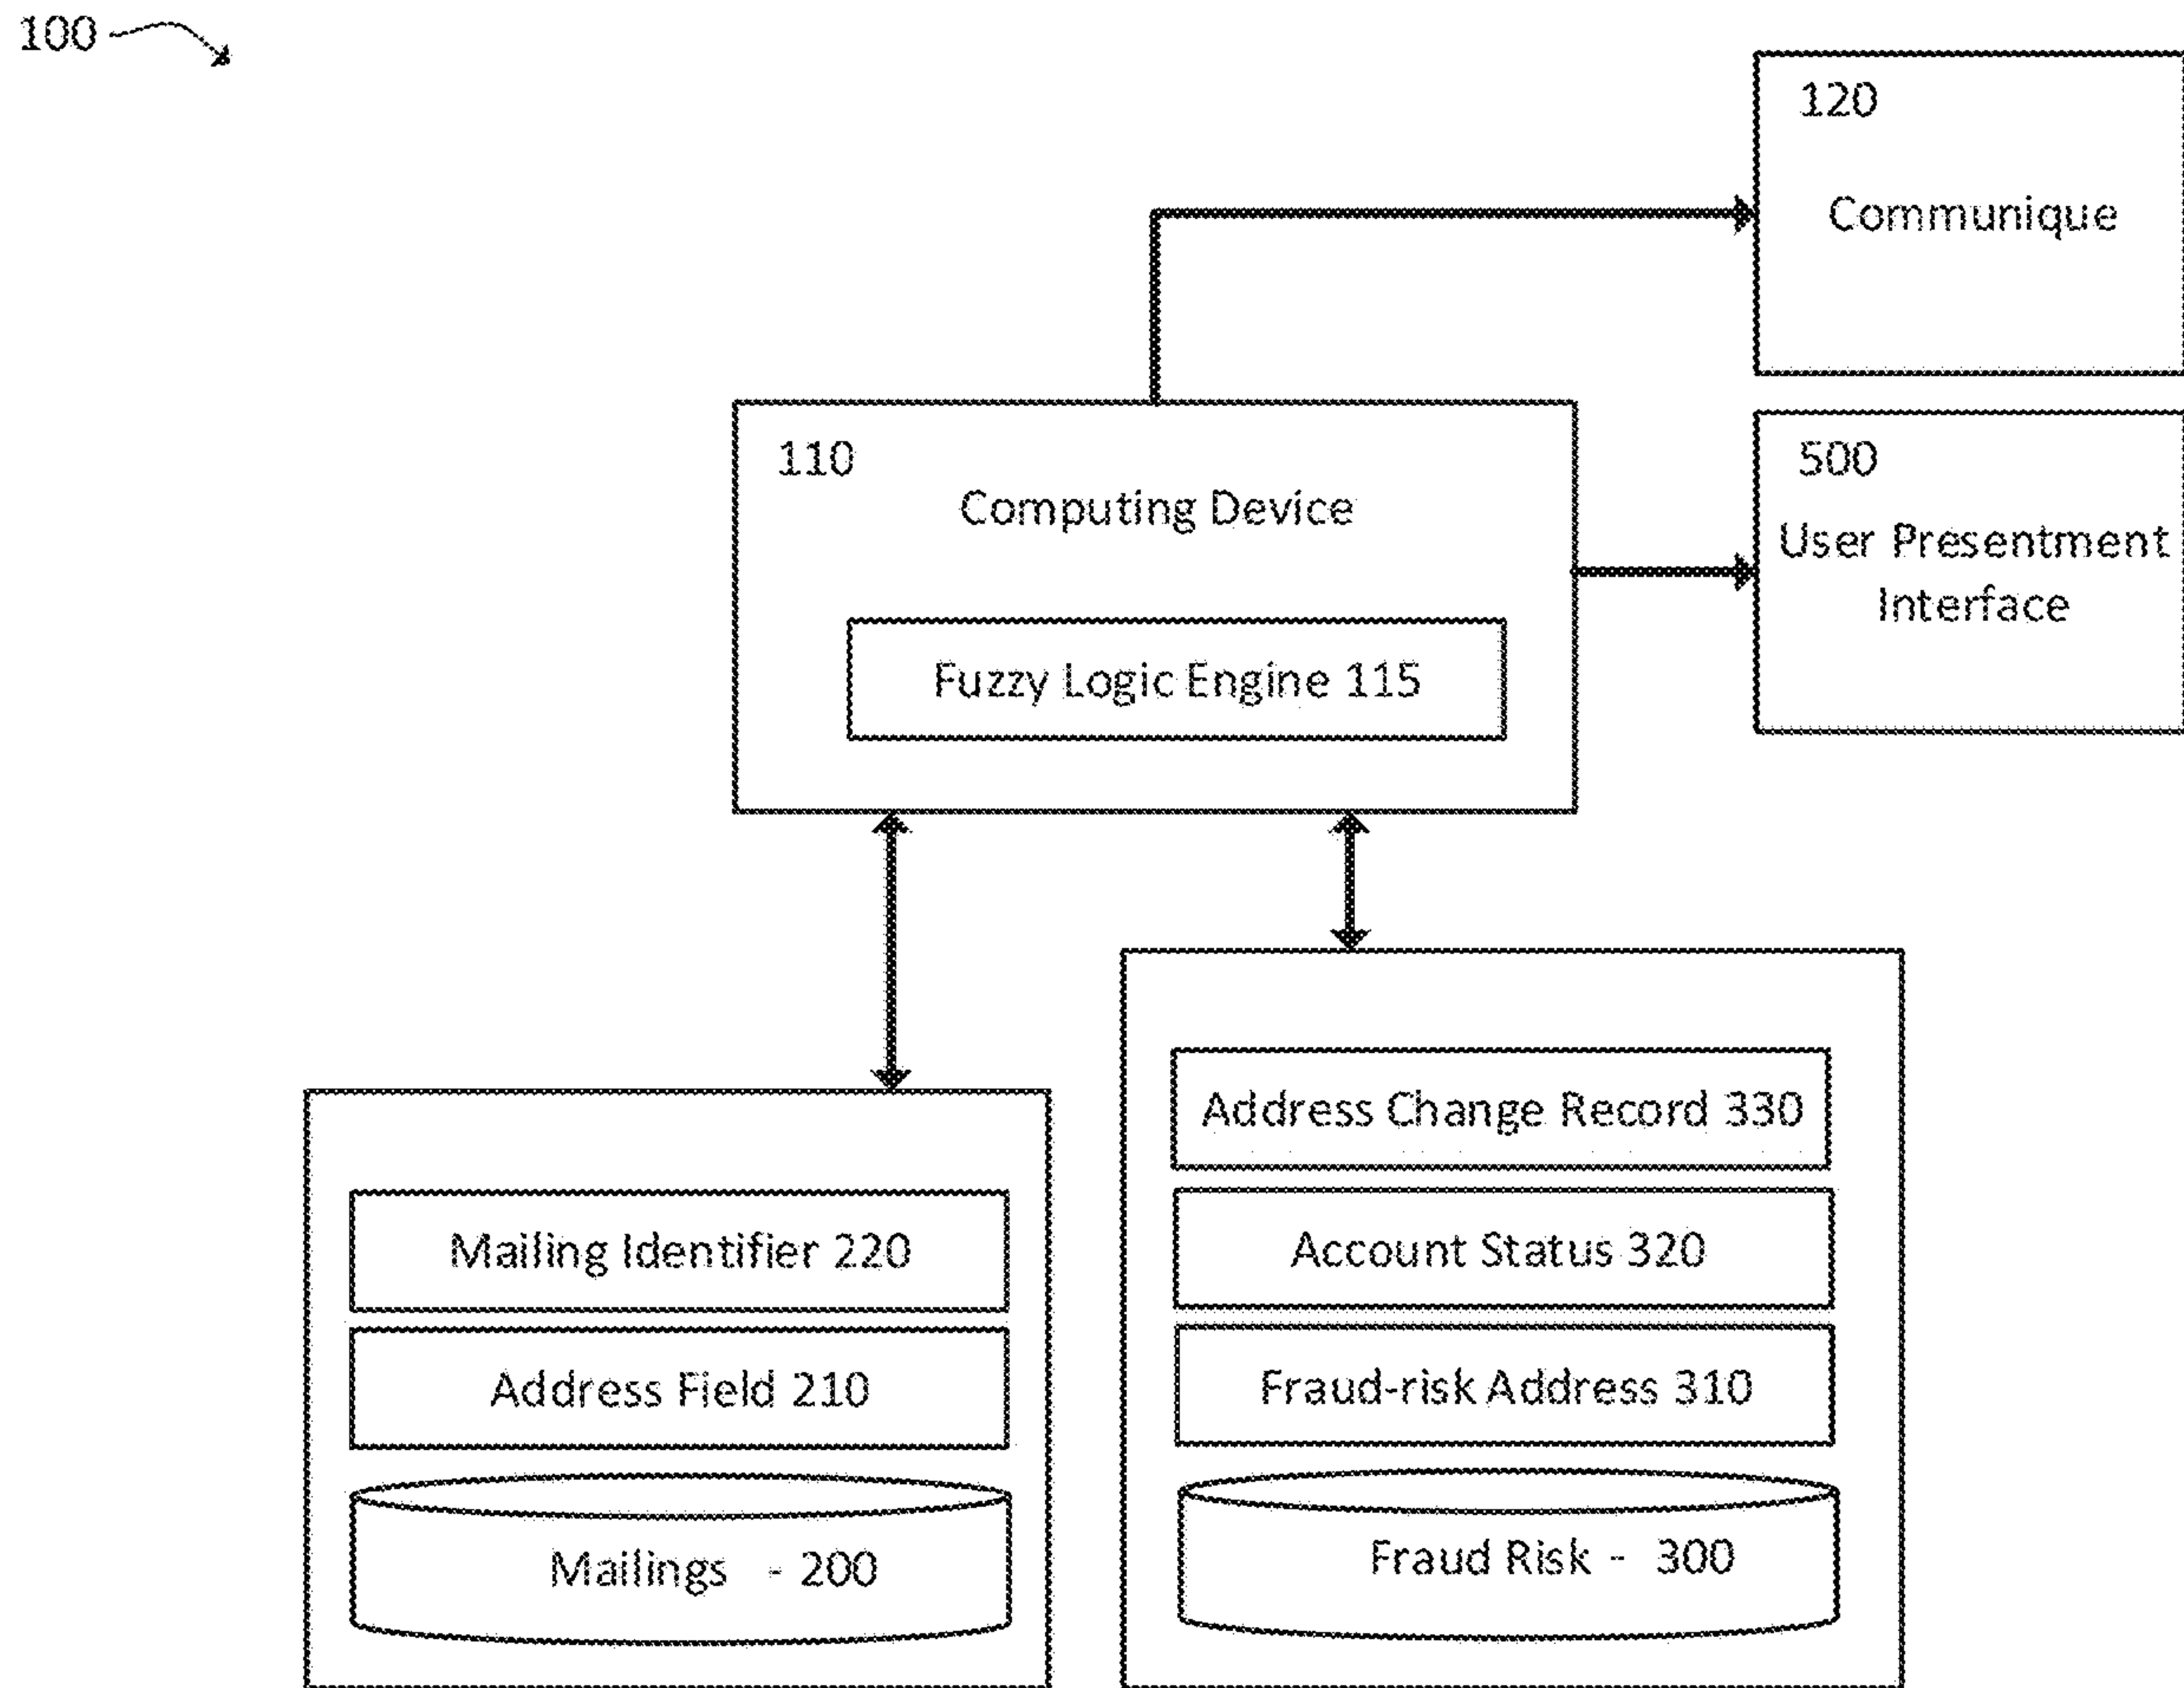 100
120
Communique
110
Computing Device
500
User Presentment
Interface
Fuzzy Logic Engine 115
Address Change Record 330
Mailing Identifier 220
Account Status 320
Address Field 210
Fraud-risk Address 310
Mailings - 200
Fraud Risk - 300